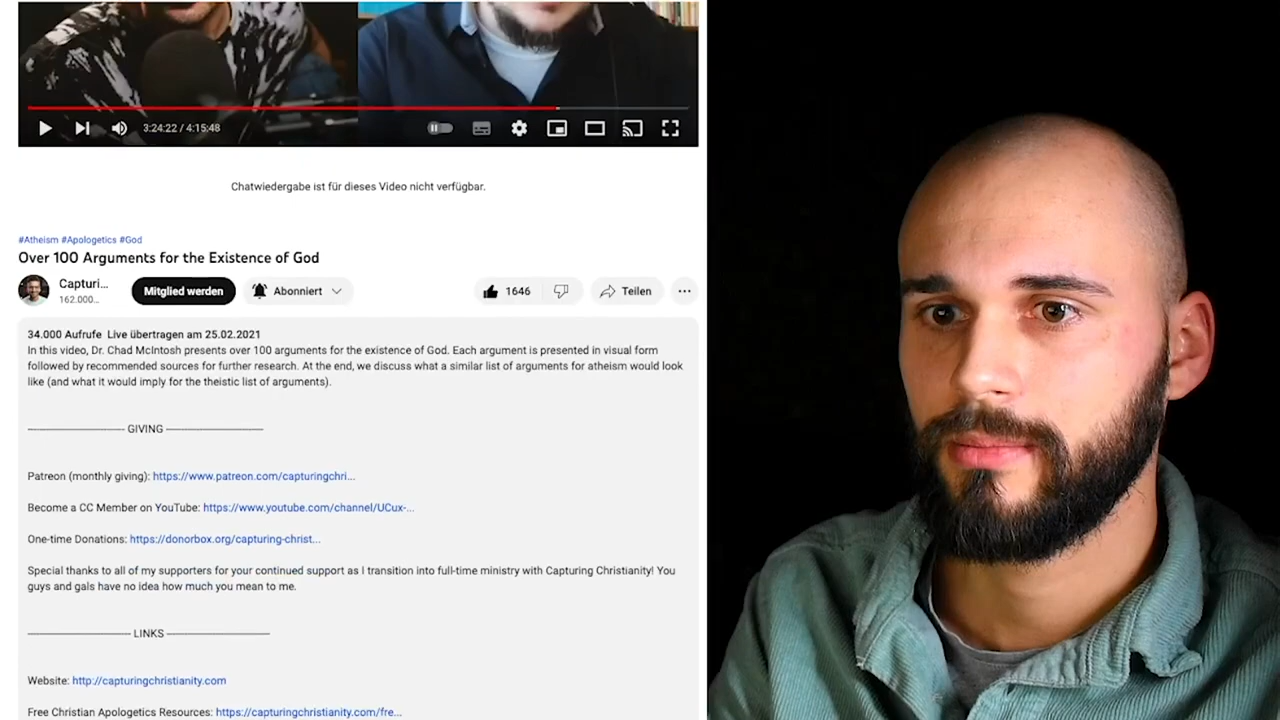 3:24:22 / 4:15:48
Chatwiedergabe ist für dieses Video nicht verfügbar.
#Atheism #Apologetics #God
Over 100 Arguments for the Existence of God
Capturi...
162.000...
Mitglied werden
Abonniert
1646
Teilen
34.000 Aufrufe Live übertragen am 25.02.2021
In this video, Dr. Chad McIntosh presents over 100 arguments for the existence of God. Each argument is presented in visual form
followed by recommended sources for further research. At the end, we discuss what a similar list of arguments for atheism would look
like (and what it would imply for the theistic list of arguments).
-------------------------------- GIVING --------------------------------
Patreon (monthly giving): https://www.patreon.com/capturingchri...
Become a CC Member on YouTube: https://www.youtube.com/channel/UCux-...
One-time Donations: https://donorbox.org/capturing-christ...
Special thanks to all of my supporters for your continued support as I transition into full-time ministry with Capturing Christianity! You
guys and gals have no idea how much you mean to me.
---------------------------------- LINKS ----------------------------------
Website: http://capturingchristianity.com
Free Christian Apologetics Resources: https://capturingchristianity.com/fre...